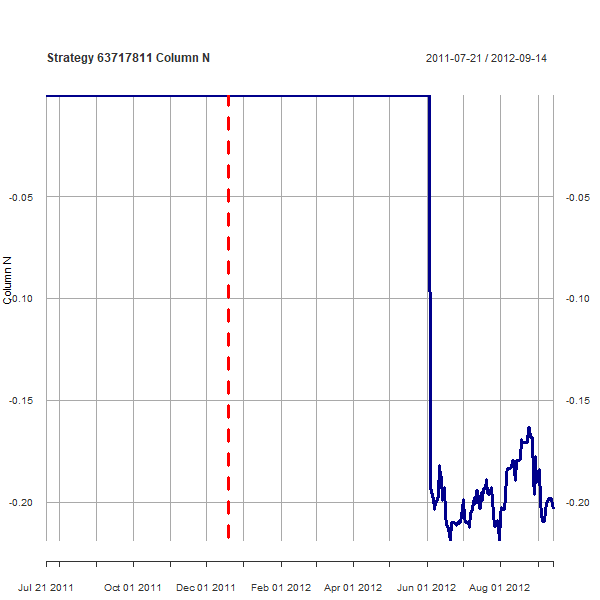 Strategy 63717811 Column N
2011-07-21 / 2012-09-14
-0.05
-0.05
Column N
-0.10
-0.10
-0.15
-0.15
-0.20
-0.20
Jul 21 2011
Oct 01 2011
Dec 01 2011
Feb 01 2012
Apr 01 2012
Jun 01 2012
Aug 01 2012